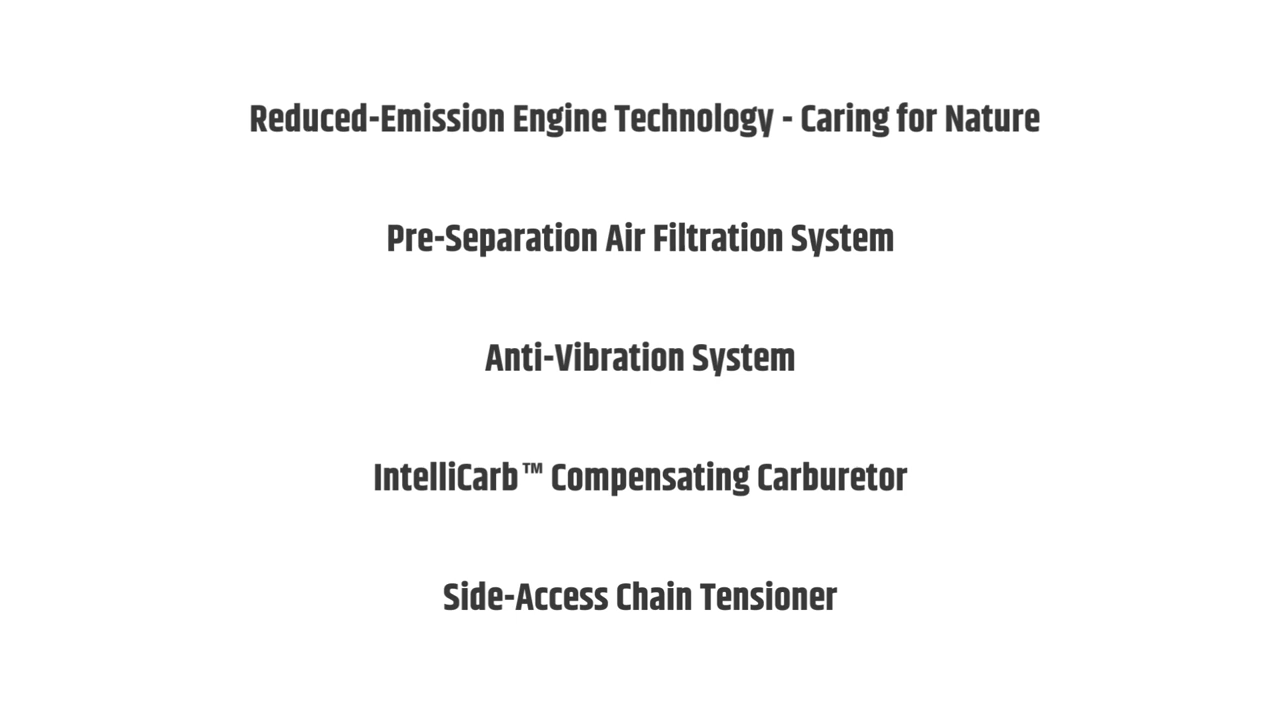 Reduced-Emission Engine Technology - Caring for Nature
Pre-Separation Air Filtration System
Anti-Vibration System
IntelliCarb™ Compensating Carburetor
Side-Access Chain Tensioner